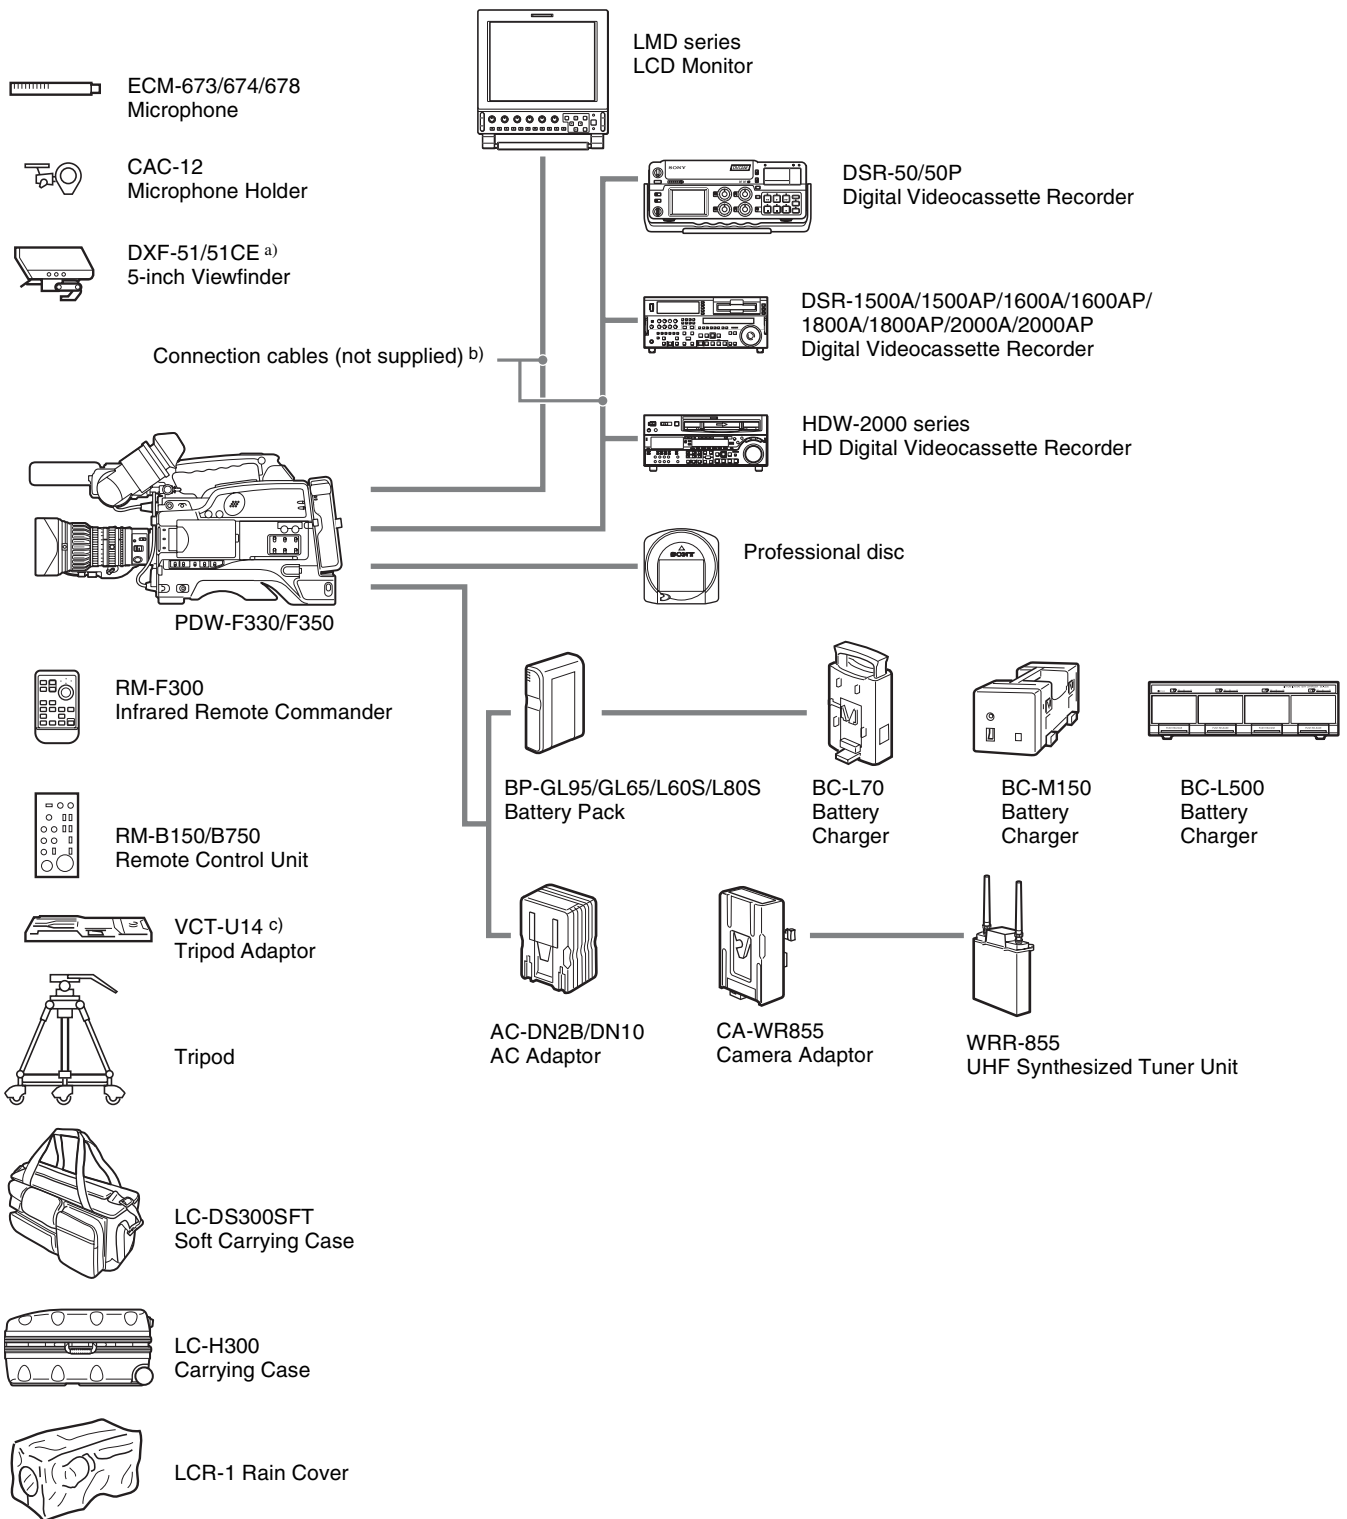 LMD series
LCD Monitor
ECM-673/674/678
Microphone
CAC-12
Microphone Holder
DXF-51/51CE a)
5-inch Viewfinder
SONY
DSR-50/50P
Digital Videocassette Recorder
DSR-1500A/1500AP/1600A/1600AP/
1800A/1800AP/2000A/2000AP
Digital Videocassette Recorder
Connection cables (not supplied) b)
HDW-2000 series
HD Digital Videocassette Recorder
SONY
Professional disc
PDW-F330/F350
RM-F300
Infrared Remote Commander
BP-GL95/GL65/L60S/L80S
Battery Pack
BC-L70
Battery
Charger
BC-M150
Battery
Charger
BC-L500
Battery
Charger
RM-B150/B750
Remote Control Unit
VCT-U14 c)
Tripod Adaptor
Tripod
AC-DN2B/DN10
AC Adaptor
CA-WR855
Camera Adaptor
WRR-855
UHF Synthesized Tuner Unit
LC-DS300SFT
Soft Carrying Case
LC-H300
Carrying Case
LCR-1 Rain Cover